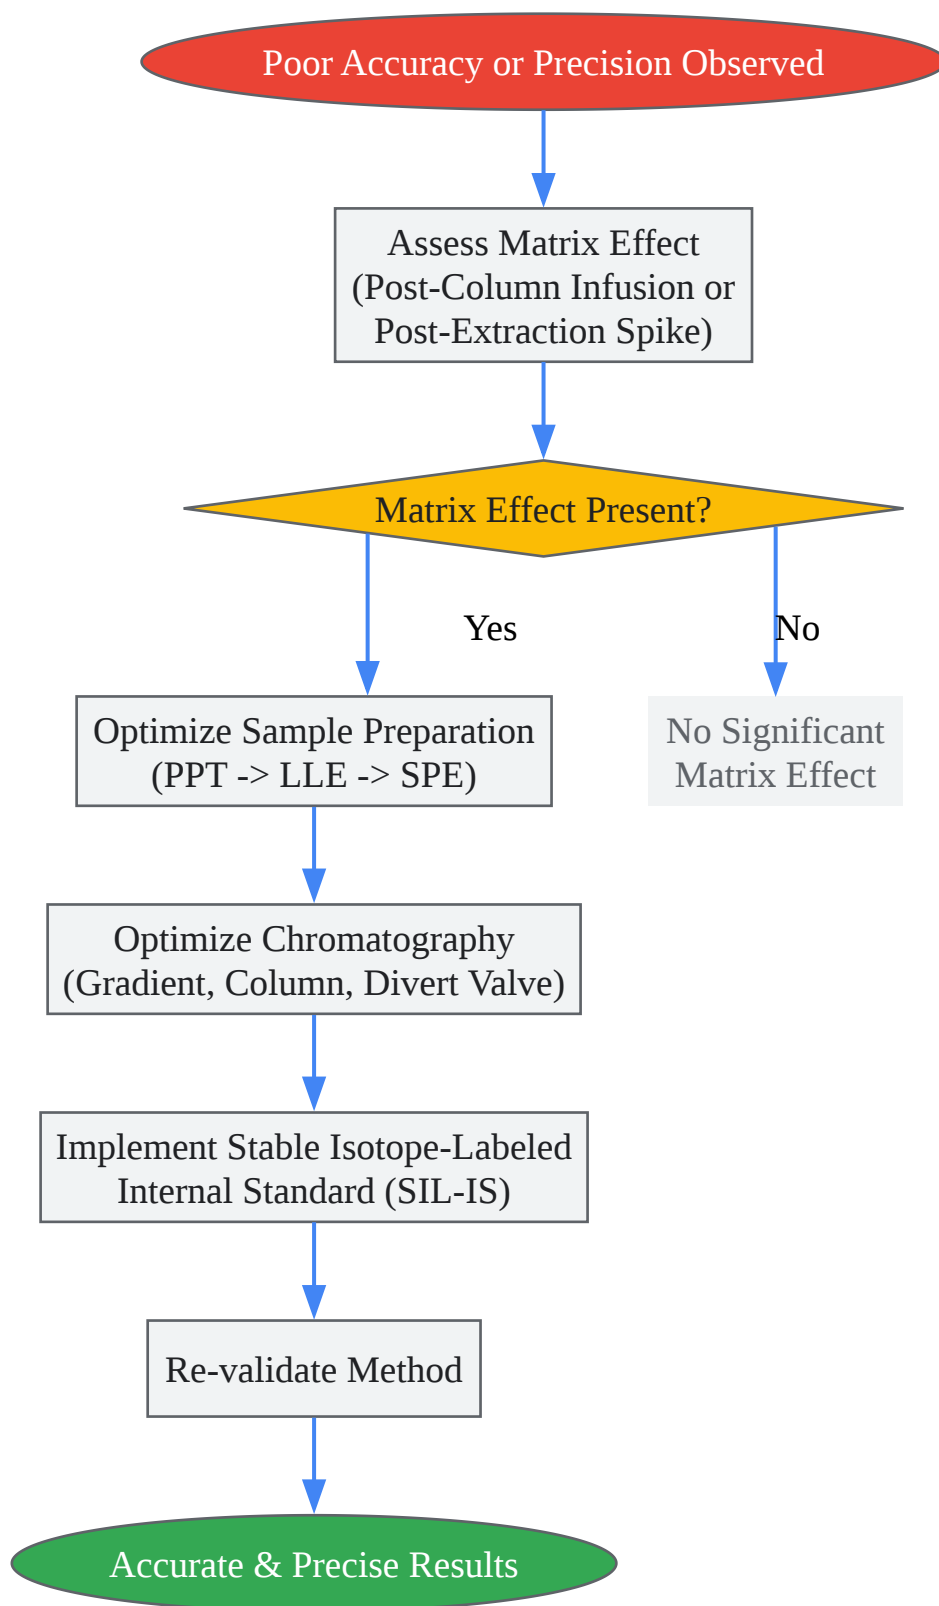 Poor Accuracy or Precision Observed
Assess Matrix Effect
(Post-Column Infusion or
Post-Extraction Spike)
Matrix Effect Present?
Yes
No
Optimize Sample Preparation
(PPT -> LLE -> SPE)
No Significant
Matrix Effect
Optimize Chromatography
(Gradient, Column, Divert Valve)
Implement Stable Isotope-Labeled
Internal Standard (SIL-IS)
Re-validate Method
Accurate & Precise Results